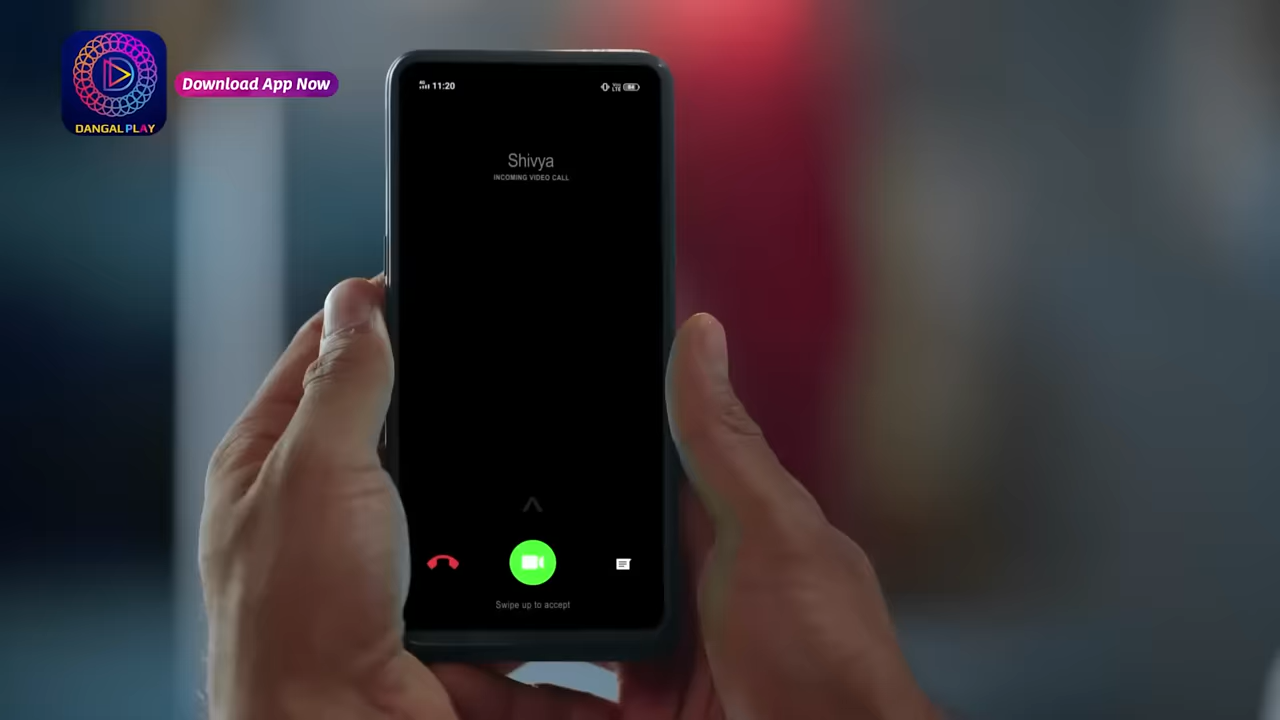 DANGAL PLAY
Download App Now
11:20
Shivya
INCOMING VIDEO CALL
Swipe up to accept